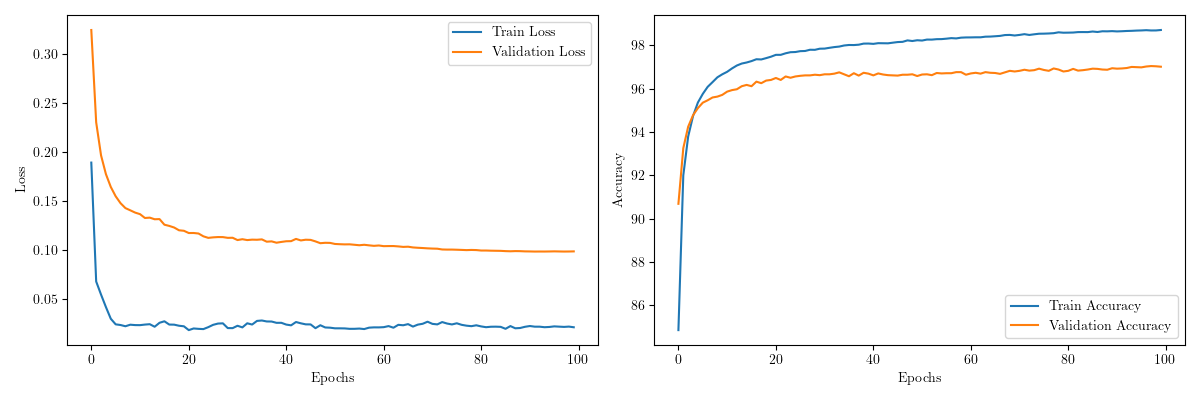 Train Loss
Validation Loss
0.30
0.25
0.20
0.15
0.10
0.05
Loss
0 20 40 60 80 100
Epochs
98
96
94
92
90
88
86
Accuracy
Train Accuracy
Validation Accuracy
0 20 40 60 80 100
Epochs